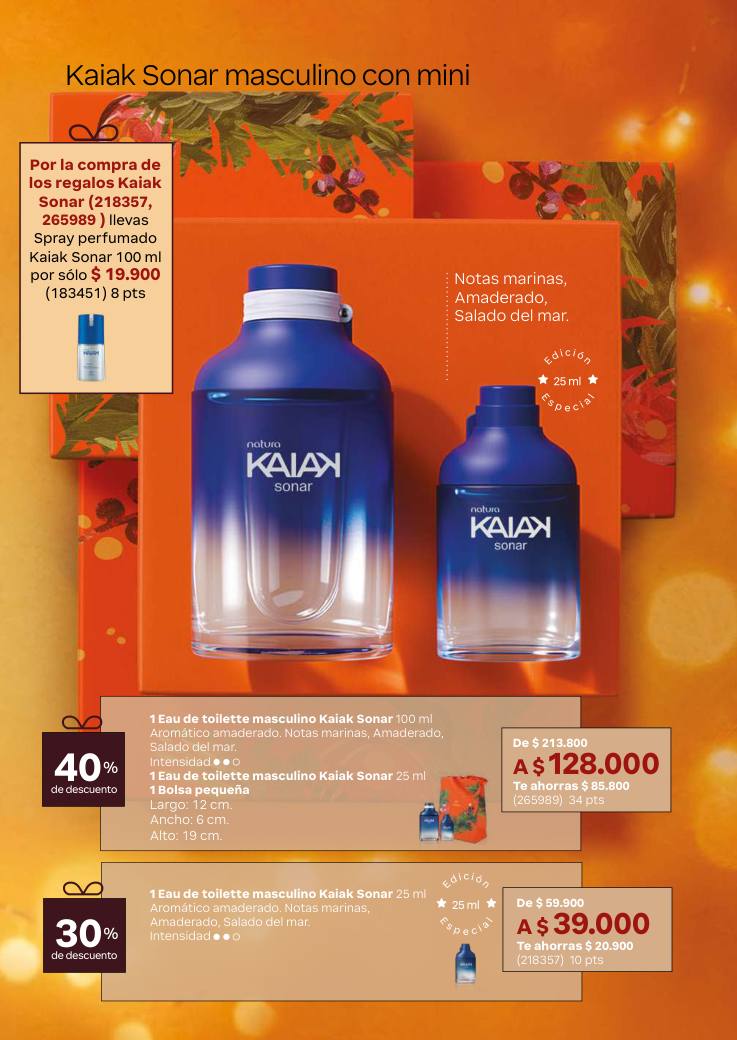 Kaiak Sonar masculino con mini
Por la compra de
los regalos Kaiak
Sonar (218357,
265989 ) llevas
Spray perfumado
Kaiak Sonar 100 ml
por sólo $ 19.900
(183451) 8 pts
KAIAK
Notas marinas,
Amaderado,
Salado del mar.
Edición
25 ml
Especial
natura
KAIAK
sonar
natura
KAIAK
sonar
40%
de descuento
1 Eau de toilette masculino Kaiak Sonar 100 ml
Aromático amaderado. Notas marinas, Amaderado,
Salado del mar.
Intensidad ●●○
1 Eau de toilette masculino Kaiak Sonar 25 ml
1 Bolsa pequeña
Largo: 12 cm.
Ancho: 6 cm.
Alto: 19 cm.
De $ 213.800
A $ 128.000
Te ahorras $ 85.800
(265989) 34 pts
30%
de descuento
1 Eau de toilette masculino Kaiak Sonar 25 ml
Aromático amaderado. Notas marinas,
Amaderado, Salado del mar.
Intensidad ●●○
Edición
25 ml
Especial
De $ 59.900
A $ 39.000
Te ahorras $ 20.900
(218357) 10 pts